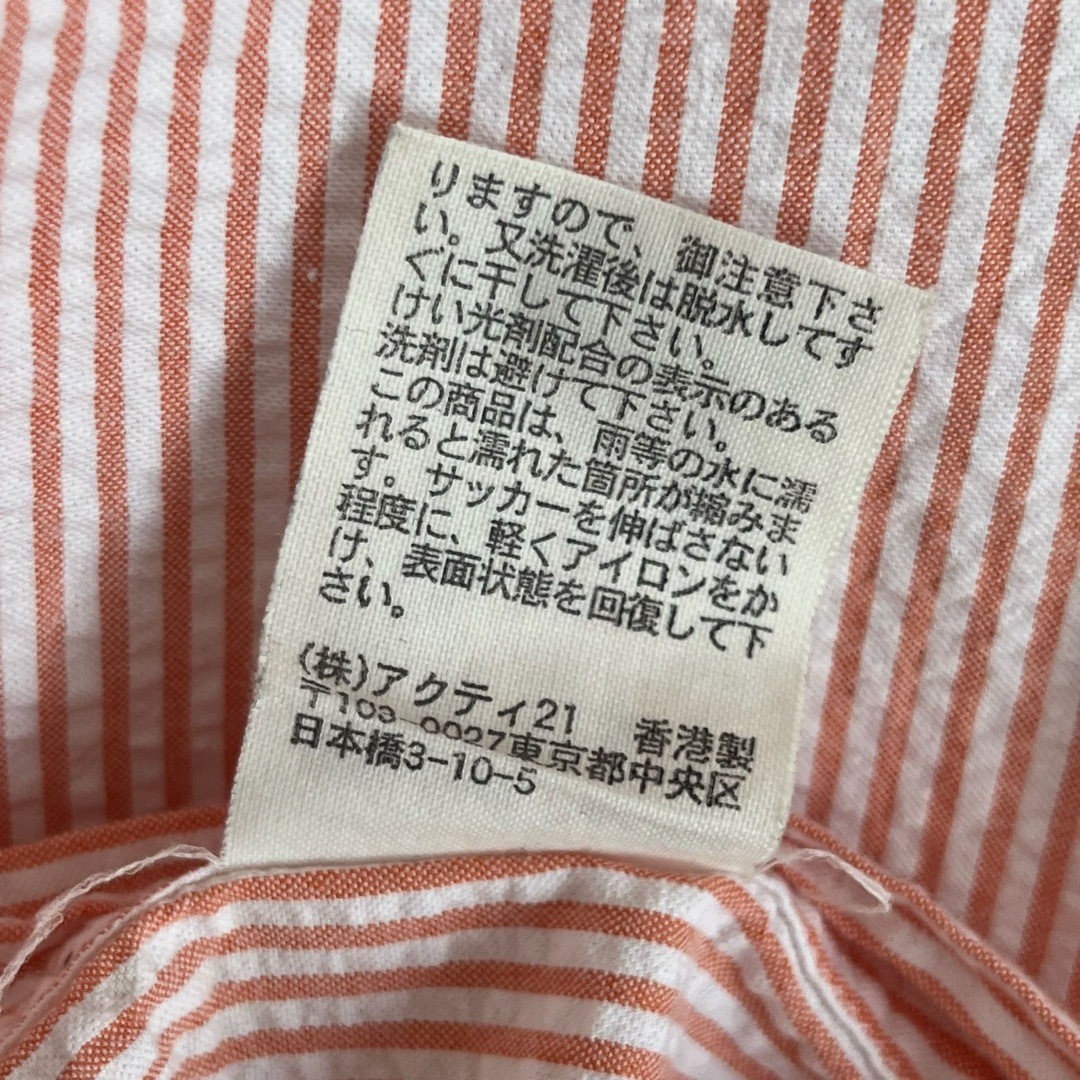 りますので、御注意下さ
い。又洗濯後は脱水してす
ぐに干して下さい。
けい光剤配合の表示のある
洗剤は避けて下さい。
この商品は、雨等の水に濡
れると濡れた箇所が縮みま
す。サッカーを伸ばさない
程度に、軽くアイロンをか
け、表面状態を回復して下
さい。
(株)アクティ21 香港製
〒103-0027東京都中央区
日本橋3-10-5